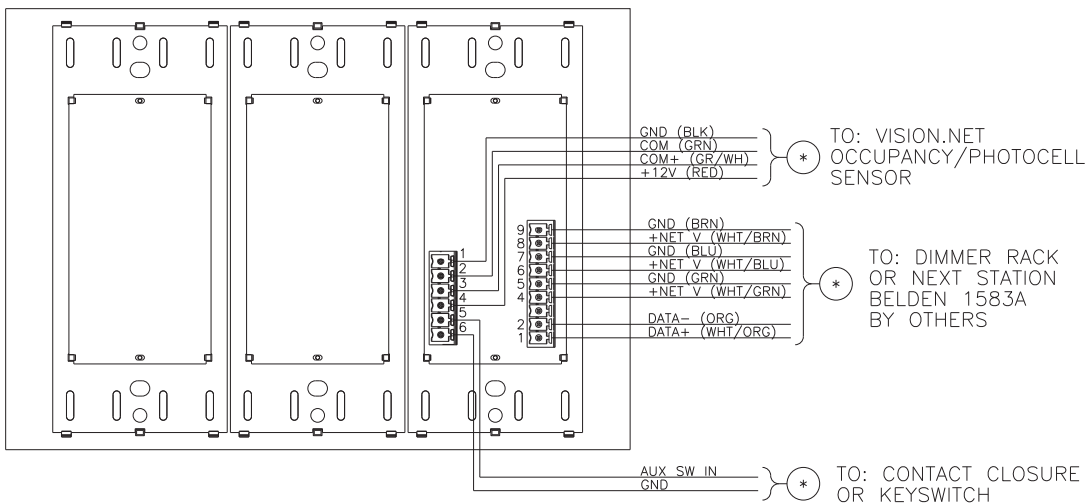 GND (BLK)
COM (GRN)
COM+ (GR/WH)
+12V (RED)
*
TO: VISION.NET
OCCUPANCY/PHOTOCELL
SENSOR
1
2
3
4
5
6
9
8
7
6
5
4
2
1
GND (BRN)
+NET V (WHT/BRN)
GND (BLU)
+NET V (WHT/BLU)
GND (GRN)
+NET V (WHT/GRN)
DATA- (ORG)
DATA+ (WHT/ORG)
*
TO: DIMMER RACK
OR NEXT STATION
BELDEN 1583A
BY OTHERS
AUX SW IN
GND
*
TO: CONTACT CLOSURE
OR KEYSWITCH